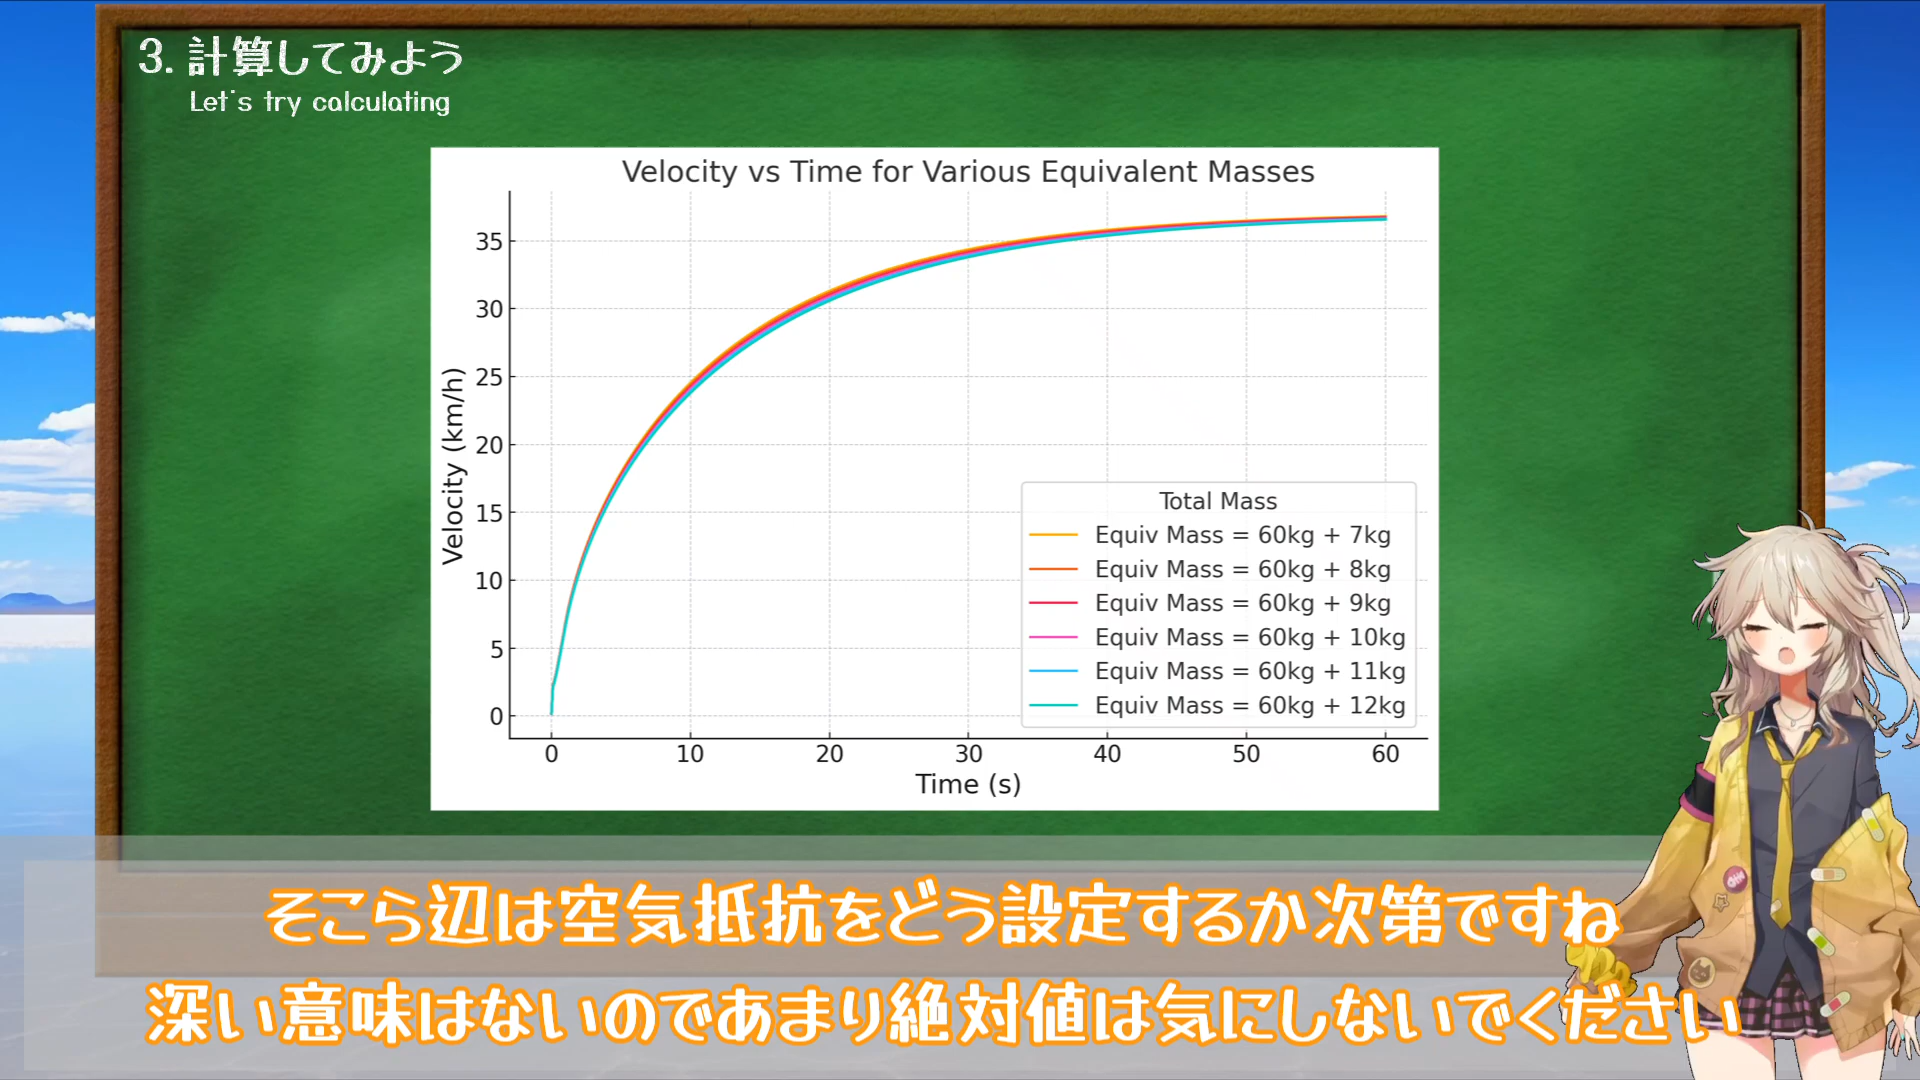 3. 計算してみよう
Let's try calculating
Velocity vs Time for Various Equivalent Masses
Velocity (km/h)
35
30
25
20
15
10
5
0
0 10 20 30 40 50 60
Time (s)
Total Mass
Equiv Mass = 60kg + 7kg
Equiv Mass = 60kg + 8kg
Equiv Mass = 60kg + 9kg
Equiv Mass = 60kg + 10kg
Equiv Mass = 60kg + 11kg
Equiv Mass = 60kg + 12kg
そこら辺は空気抵抗をどう設定するか次第ですね
深い意味はないのであまり絶対値は気にしないでください